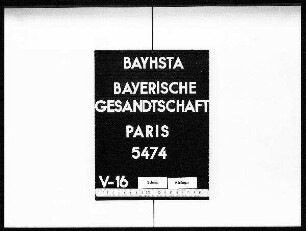 BAYHSTA
BAYERISCHE
GESANDTSCHAFT
PARIS
5474
V-16